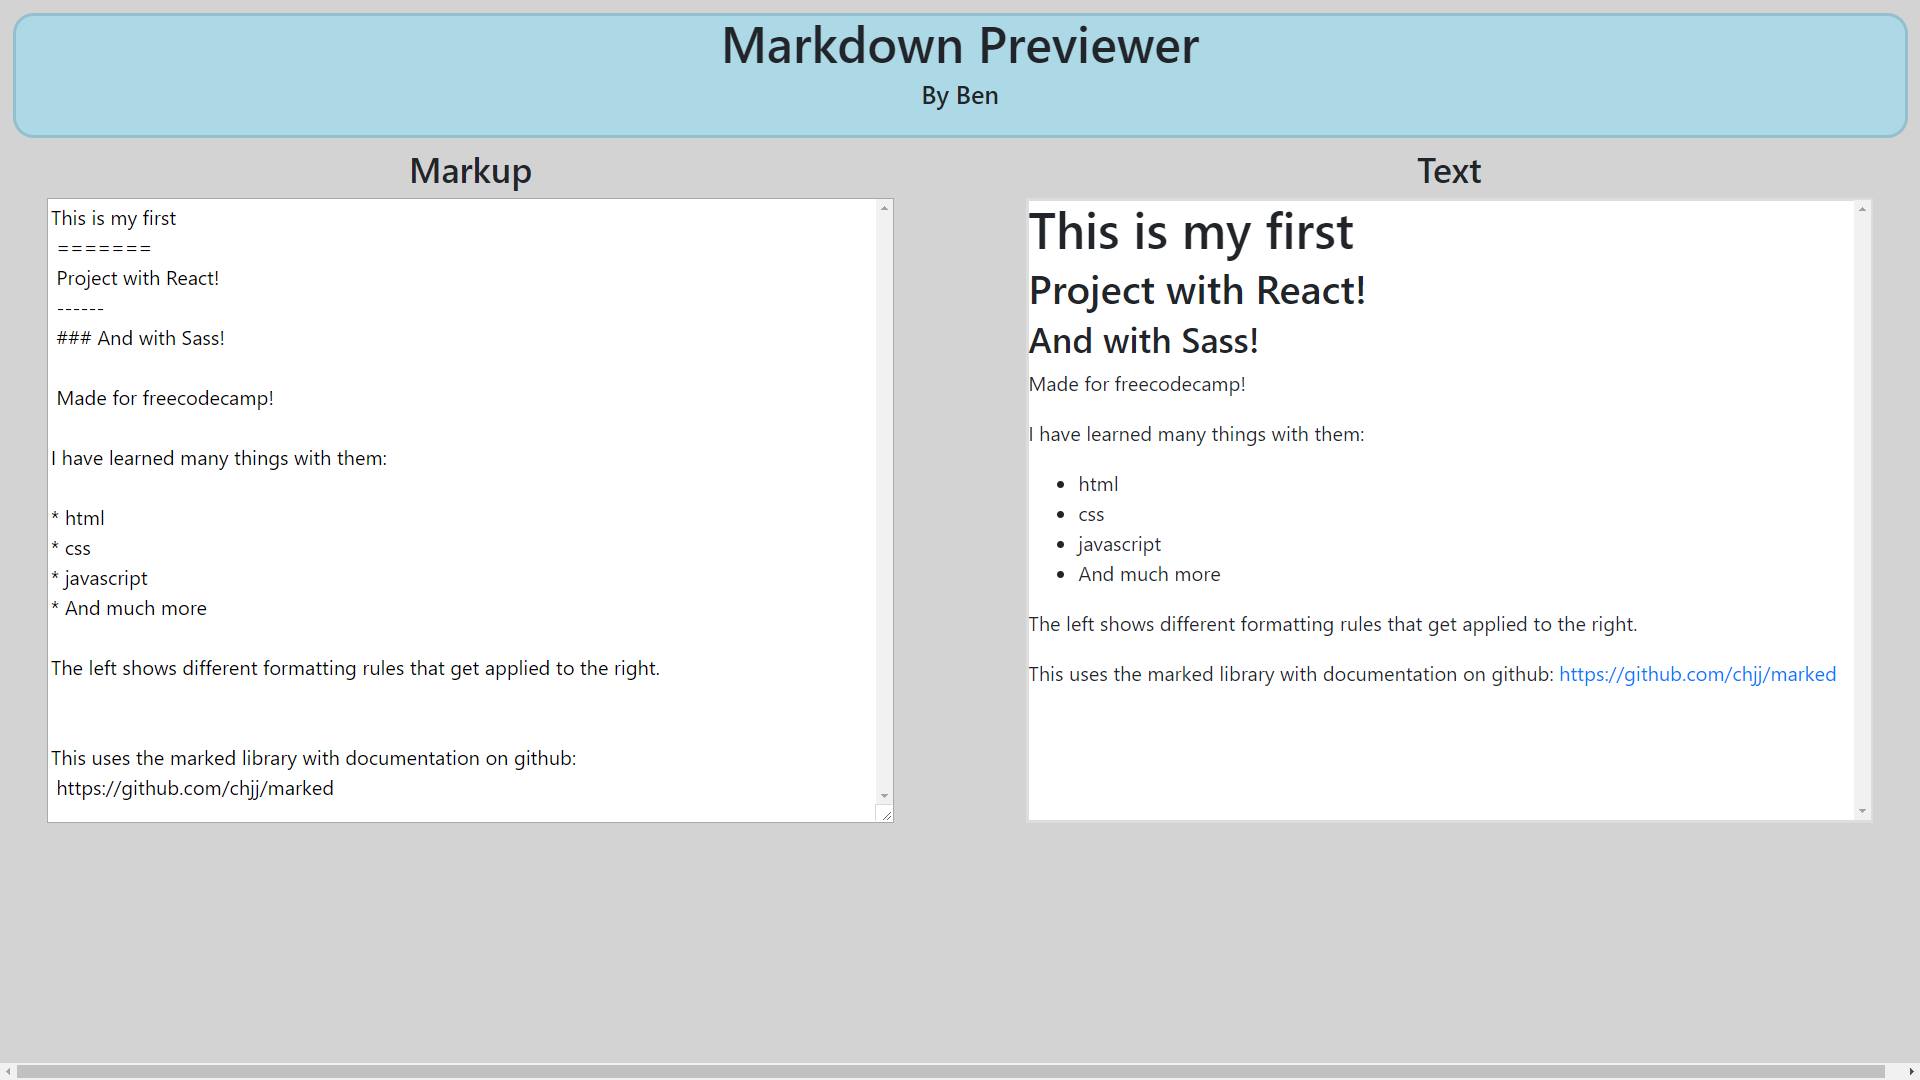 Markdown Previewer
By Ben
Markup
This is my first
=======
Project with React!
------
### And with Sass!
Made for freecodecamp!
I have learned many things with them:
* html
* css
* javascript
* And much more
The left shows different formatting rules that get applied to the right.
This uses the marked library with documentation on github:
https://github.com/chjj/marked
Text
This is my first
Project with React!
And with Sass!
Made for freecodecamp!
I have learned many things with them:
• html
• css
• javascript
• And much more
The left shows different formatting rules that get applied to the right.
This uses the marked library with documentation on github: https://github.com/chjj/marked